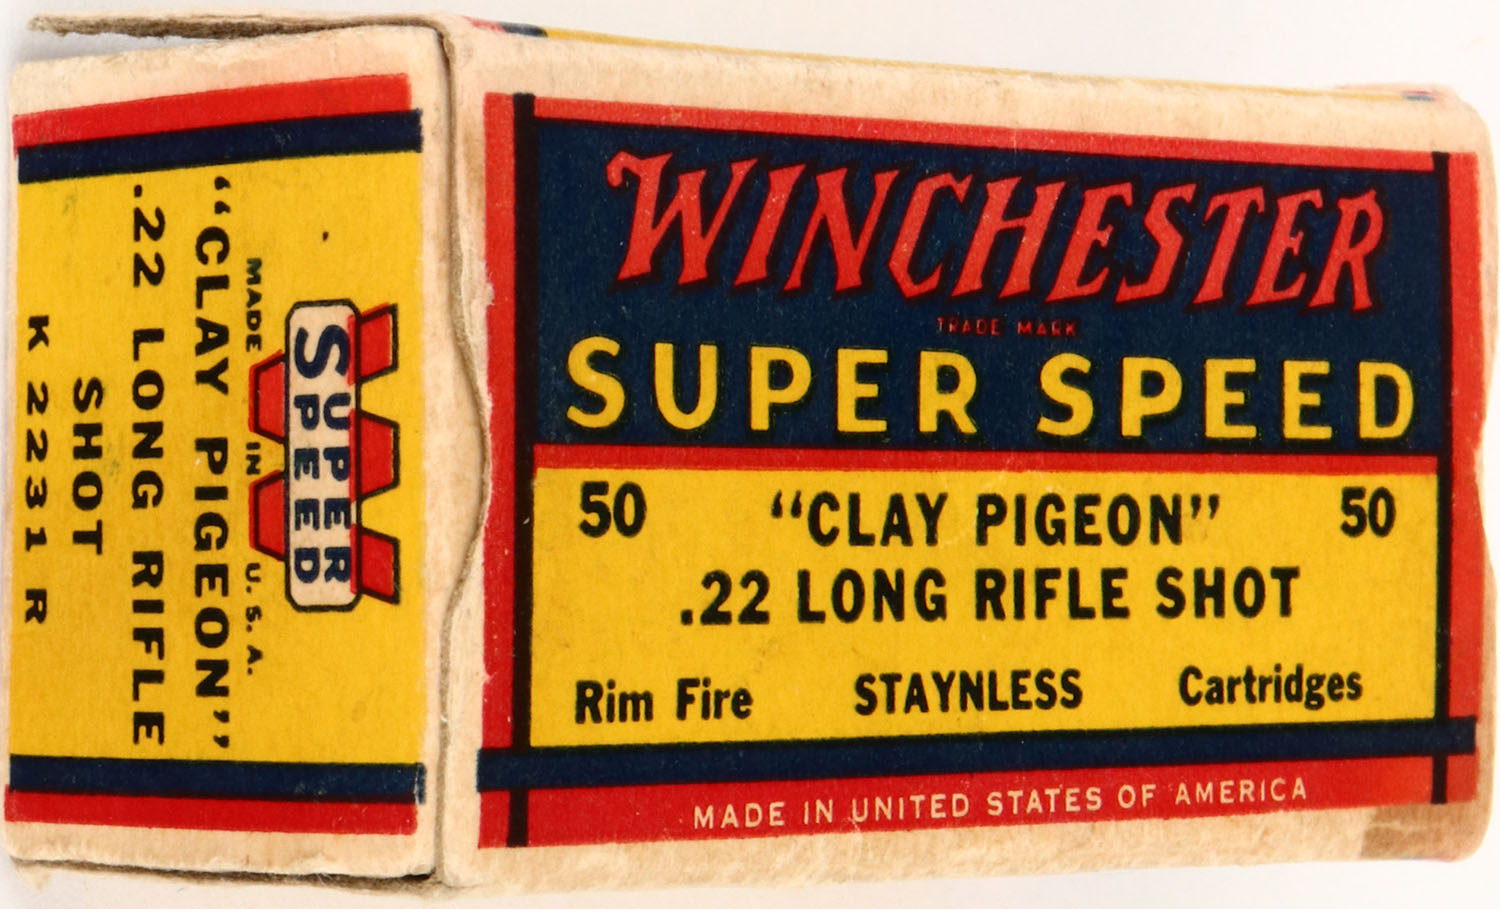 WINCHESTER
TRADE MARK
SUPER SPEED
50 "CLAY PIGEON" 50
.22 LONG RIFLE SHOT
Rim Fire STAYNLESS Cartridges
MADE IN UNITED STATES OF AMERICA
SUPER
SPEED
MADE IN U.S.A.
"CLAY PIGEON"
.22 LONG RIFLE
SHOT
K2231R